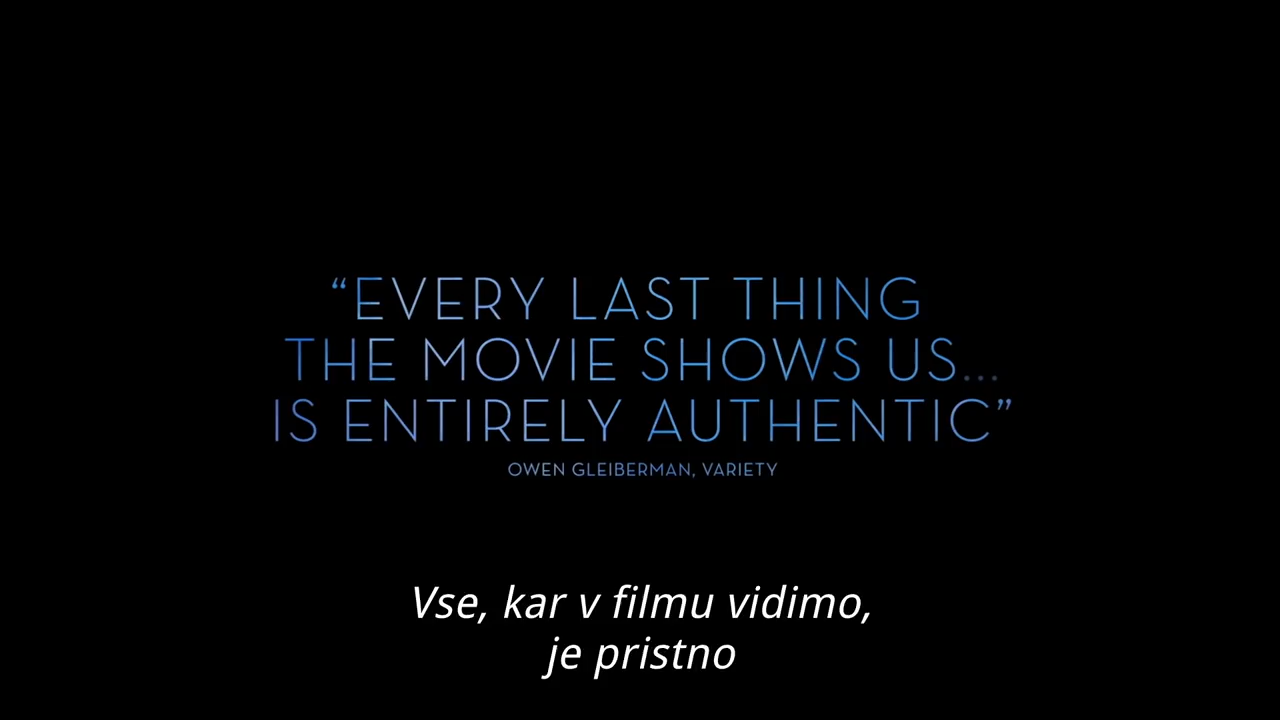 “EVERY LAST THING
THE MOVIE SHOWS US...
IS ENTIRELY AUTHENTIC”
OWEN GLEIBERMAN, VARIETY
Vse, kar v filmu vidimo,
je pristno